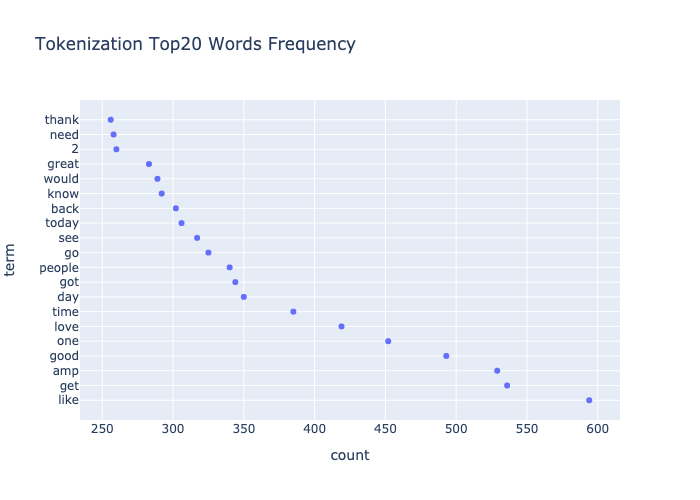 Tokenization Top20 Words Frequency
thank
need
2
great
would
know
back
today
see
go
people
got
day
time
love
one
good
amp
get
like
term
250 300 350 400 450 500 550 600
count